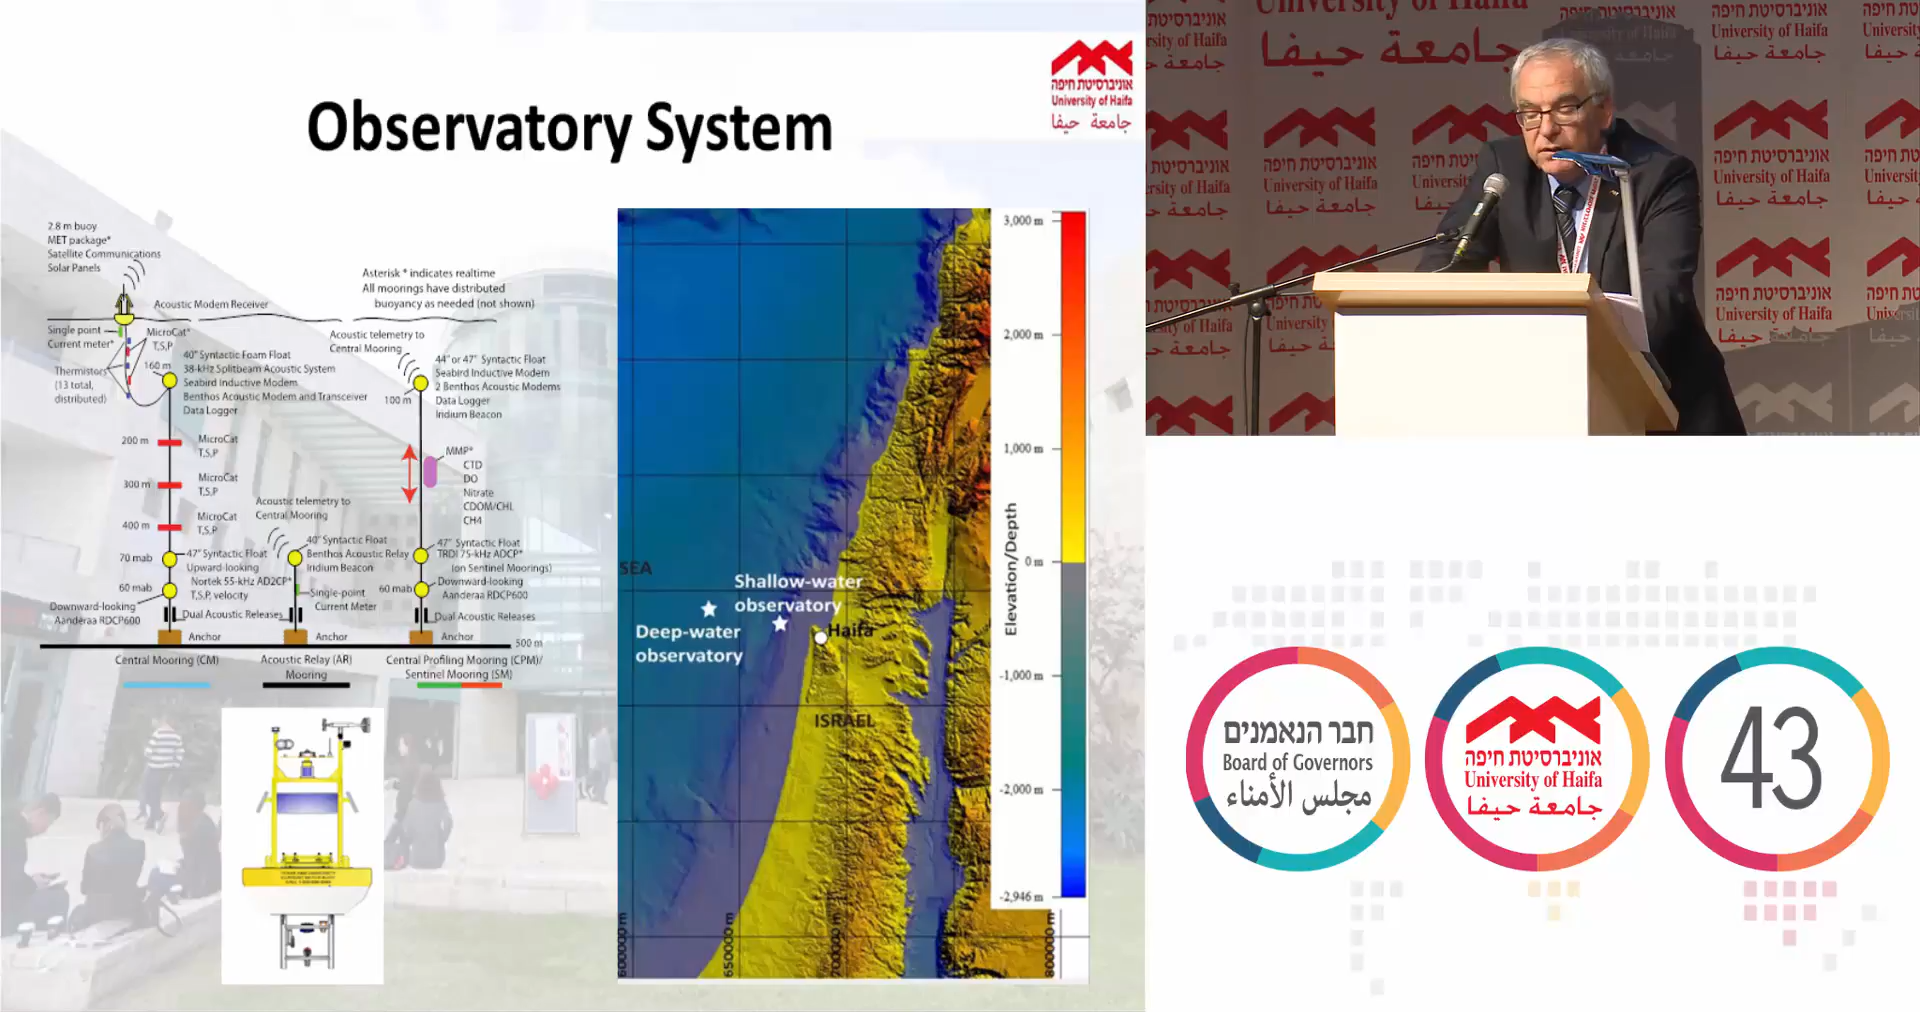 Observatory System
אוניברסיטת חיפה
University of Haifa
جامعة حيفا
2.8 m buoy
MET package*
Satellite Communications
Solar Panels
Asterisk * indicates realtime
All moorings have distributed
buoyancy as needed (not shown)
Acoustic Modem Receiver
Single point
Current meter*
MicroCat*
T,S,P
Thermistors
(13 total,
distributed)
160 m
40" Syntactic Foam Float
38-kHz Splitbeam Acoustic System
Seabird Inductive Modem
Benthos Acoustic Modem and Transceiver
Data Logger
Acoustic telemetry to
Central Mooring
44" or 47" Syntactic Float
Seabird Inductive Modem
2 Benthos Acoustic Modems
Data Logger
Iridium Beacon
100 m
200 m
MicroCat
T,S,P
300 m
MicroCat
T,S,P
400 m
MicroCat
T,S,P
MMP*
CTD
DO
Nitrate
CDOM/CHL
CH4
Acoustic telemetry to
Central Mooring
70 mab
47" Syntactic Float
Upward-looking
Nortek 55-kHz AD2CP*
T,S,P, velocity
60 mab
Downward-looking
Aanderaa RDCP600
40" Syntactic Float
Benthos Acoustic Relay
Iridium Beacon
Single-point
Current Meter
47" Syntactic Float
TRDI 75-kHz ADCP*
(on Sentinel Moorings)
60 mab
Downward-looking
Aanderaa RDCP600
Dual Acoustic Releases
Dual Acoustic Releases
Anchor
Anchor
Anchor
500 m
Central Mooring (CM)
Acoustic Relay (AR)
Mooring
Central Profiling Mooring (CPM)/
Sentinel Mooring (SM)
SEA
Shallow-water
observatory
Deep-water
observatory
Haifa
ISRAEL
3,000 m
2,000 m
1,000 m
0 m
-1,000 m
-2,000 m
-2,946 m
Elevation/Depth
600000 m
650000 m
800000 m
University of Haifa
جامعة حيفا
אוניברסיטת חיפה
University of Haifa
جامعة حيفا
חבר הנאמנים
Board of Governors
مجلس الأمناء
אוניברסיטת חיפה
University of Haifa
جامعة حيفا
43